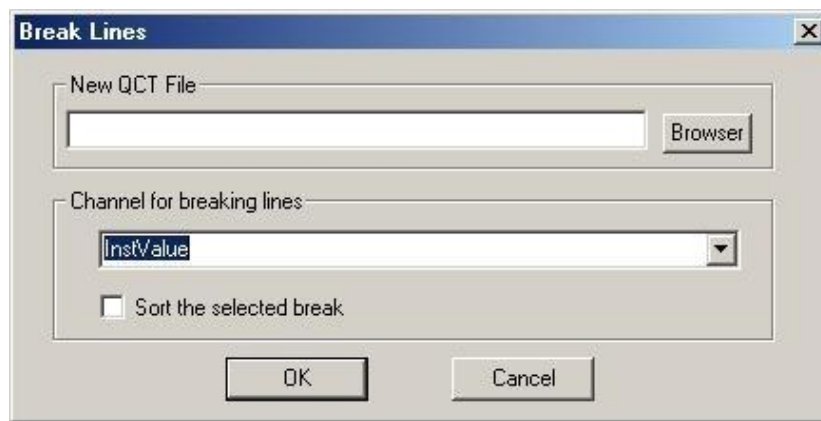 Break Lines
New QCT File
Browser
Channel for breaking lines
InstValue
Sort the selected break
OK Cancel